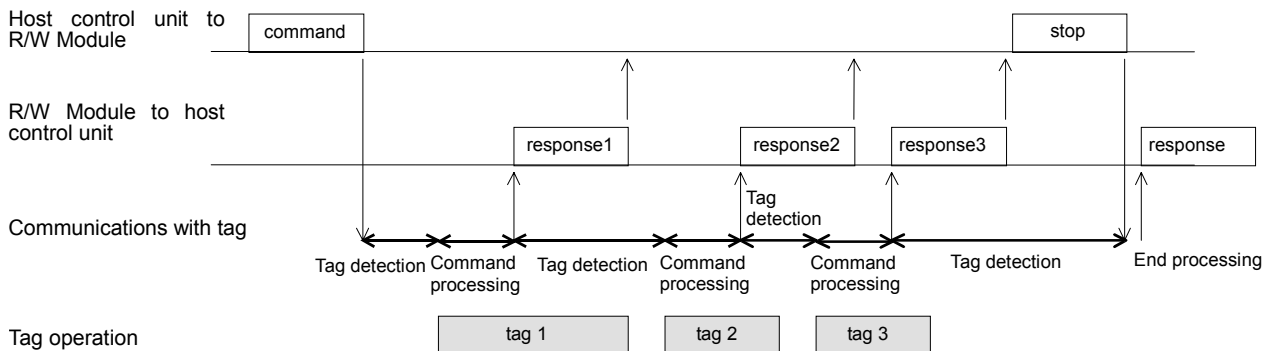 Host control unit to
R/W Module
command
stop
R/W Module to host
control unit
response1
response2
response3
response
Communications with tag
Tag
detection
Tag detection
Command
processing
Tag detection
Command
processing
Command
processing
Tag detection
End processing
Tag operation
tag 1
tag 2
tag 3